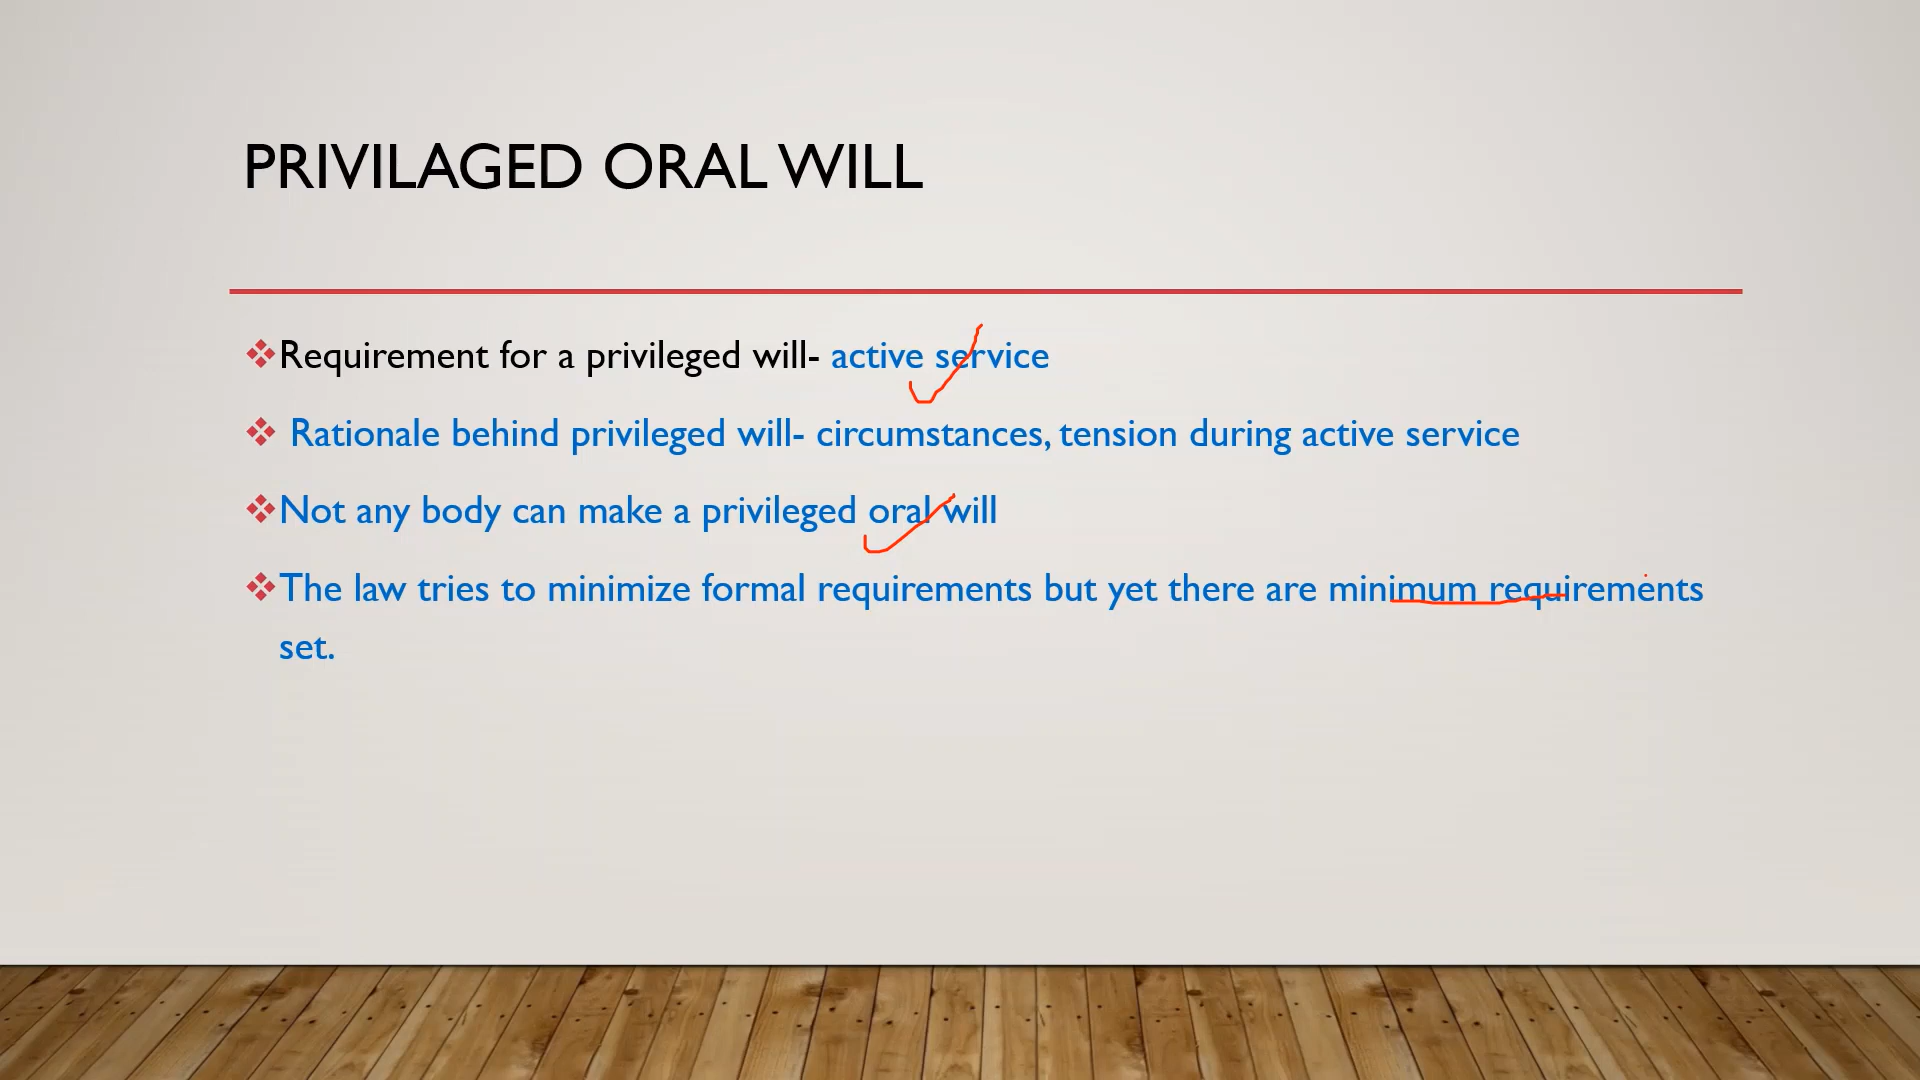 PRIVILAGED ORAL WILL
Requirement for a privileged will- active service
Rationale behind privileged will- circumstances, tension during active service
Not any body can make a privileged oral will
The law tries to minimize formal requirements but yet there are minimum requirements
set.